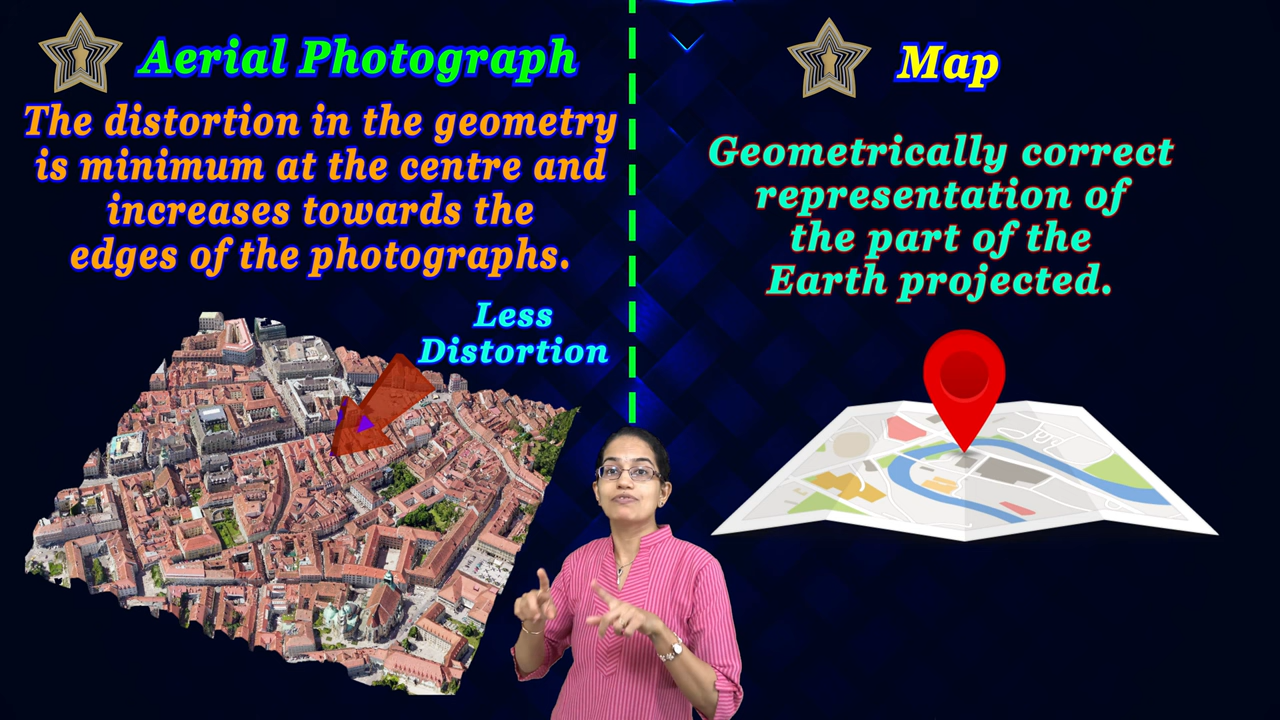 Aerial Photograph
The distortion in the geometry
is minimum at the centre and
increases towards the
edges of the photographs.
Less
Distortion
Map
Geometrically correct
representation of
the part of the
Earth projected.